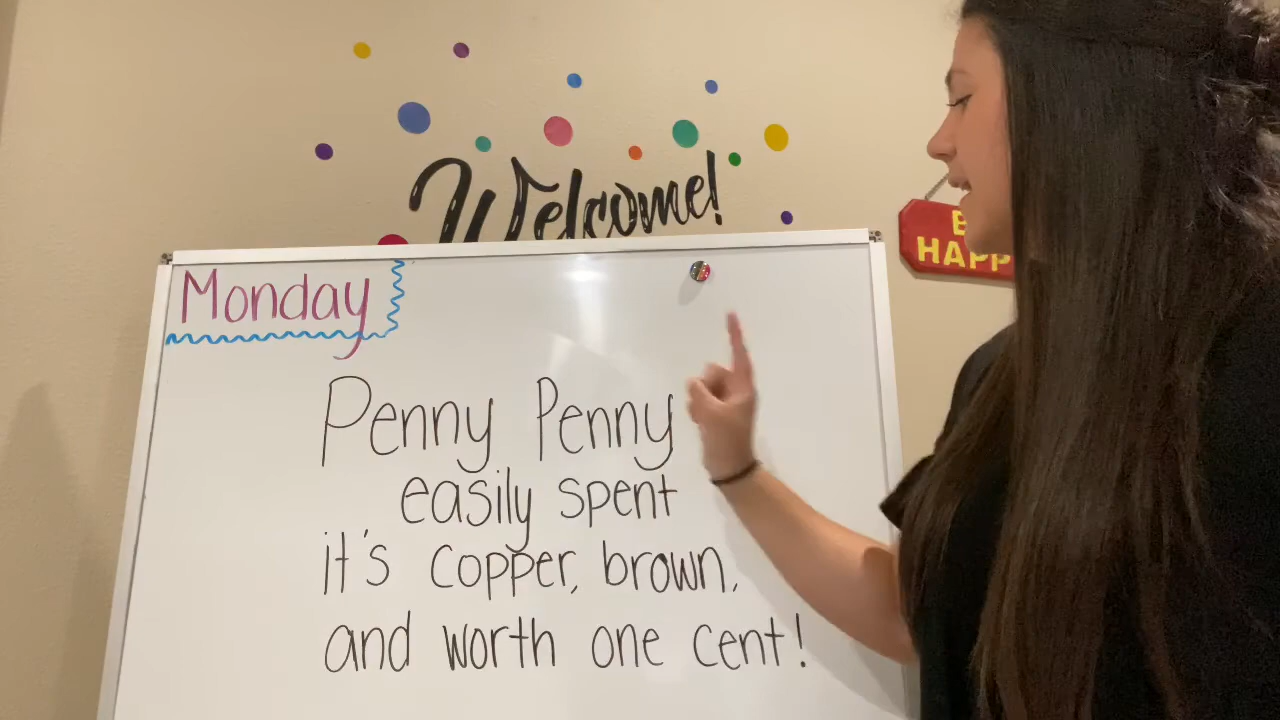 Welcome!
HAPP
Monday
Penny Penny
easily spent
it's copper, brown,
and worth one cent!